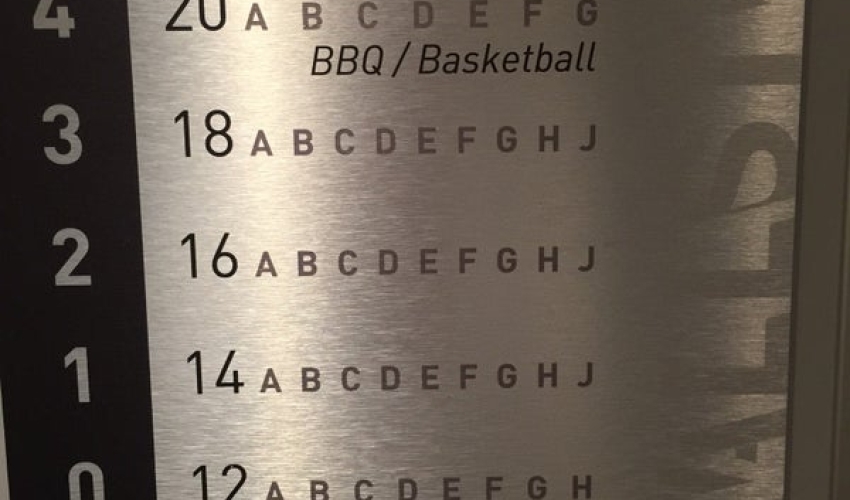 4 20 A B C D E F G
BBQ / Basketball
3 18 A B C D E F G H J
2 16 A B C D E F G H J
1 14 A B C D E F G H J
0 12 A B C D E F G H